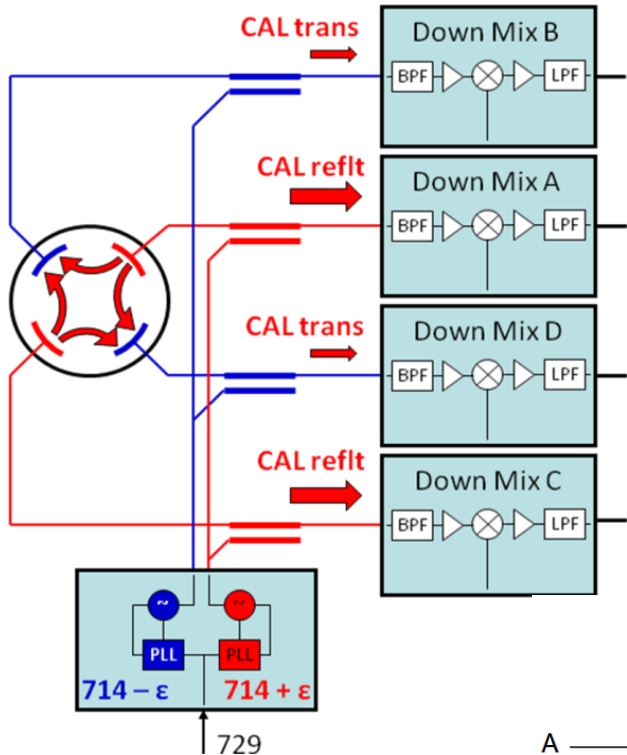 CAL trans
Down Mix B
BPF
LPF
CAL reflt
Down Mix A
BPF
LPF
CAL trans
Down Mix D
BPF
LPF
CAL reflt
Down Mix C
BPF
LPF
~
~
PLL
PLL
714 – ε
714 + ε
729
A